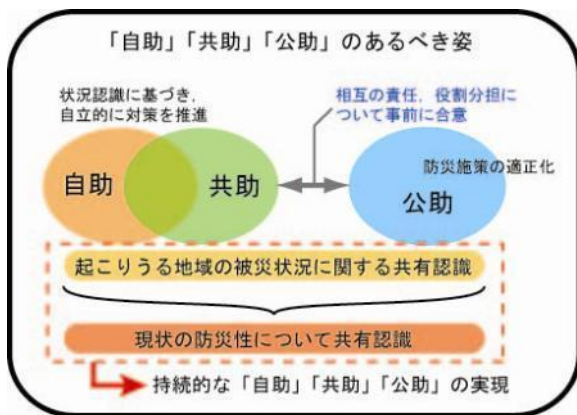 「自助」「共助」「公助」のあるべき姿
状況認識に基づき,
自立的に対策を推進
相互の責任，役割分担に
ついて事前に合意
自助
共助
防災施策の適正化
公助
起こりうる地域の被災状況に関する共有認識
現状の防災性について共有認識
持続的な「自助」「共助」「公助」の実現